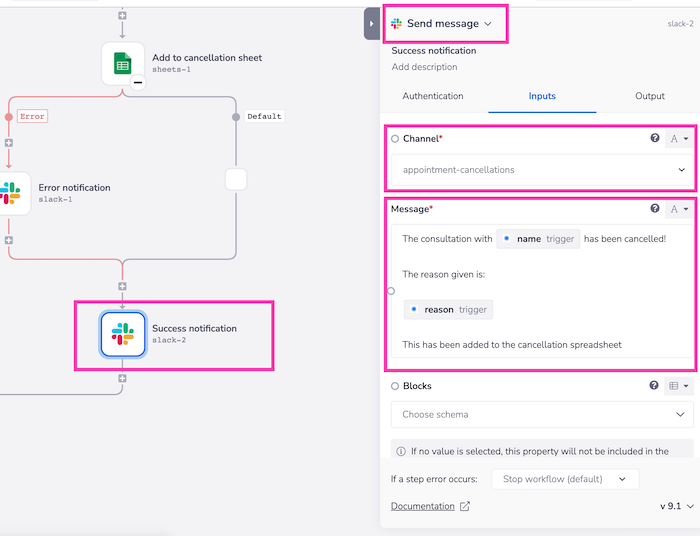 Add to cancellation sheet
sheets-1
Error
Default
Error notification
slack-1
Success notification
slack-2
Send message
slack-2
Success notification
Add description
Authentication
Inputs
Output
Channel*
A
appointment-cancellations
Message*
A
The consultation with name trigger has been cancelled!
The reason given is:
reason trigger
This has been added to the cancellation spreadsheet
Blocks
Choose schema
If no value is selected, this property will not be included in the
If a step error occurs:
Stop workflow (default)
Documentation
v 9.1